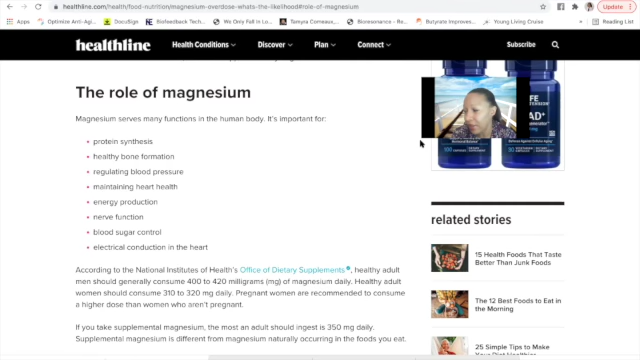 healthline.com/health/food-nutrition/magnesium-overdose-whats-the-likelihood#role-of-magnesium
Update
Apps
Optimize Anti-Agi...
DocuSign
Biofeedback Tech...
We Only Fall in Lo...
Tamyra Comeaux,...
Bioresonance - Re...
Butyrate Improves...
Young Living Cruise
Reading List
healthline
Health Conditions
Discover
Plan
Connect
Subscribe
The role of magnesium
Magnesium serves many functions in the human body. It's important for:
protein synthesis
healthy bone formation
regulating blood pressure
maintaining heart health
energy production
nerve function
blood sugar control
electrical conduction in the heart
According to the National Institutes of Health's Office of Dietary Supplements, healthy adult
men should generally consume 400 to 420 milligrams (mg) of magnesium daily. Healthy adult
women should consume 310 to 320 mg daily. Pregnant women are recommended to consume
a higher dose than women who aren't pregnant.
If you take supplemental magnesium, the most an adult should ingest is 350 mg daily.
Supplemental magnesium is different from magnesium naturally occurring in the foods you eat.
related stories
15 Health Foods That Taste
Better Than Junk Foods
The 12 Best Foods to Eat in
the Morning
25 Simple Tips to Make